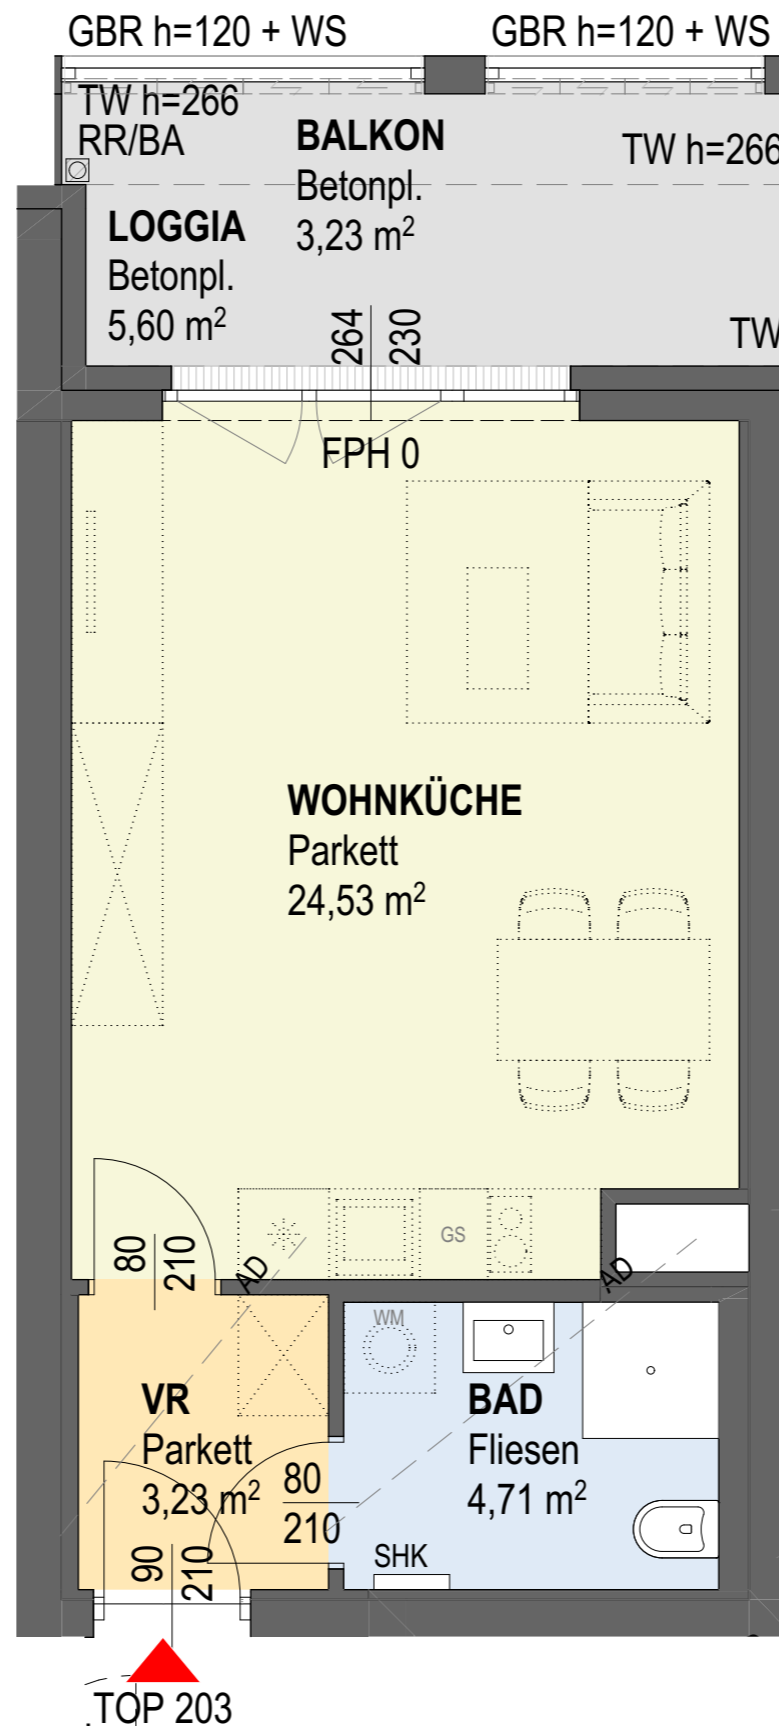 GBR h=120 + WS
GBR h=120 + WS
TW h=266
RR/BA
BALKON
Betonpl.
3,23 m²
TW h=266
LOGGIA
Betonpl.
5,60 m²
264
230
TW
FPH 0
WOHNKÜCHE
Parkett
24,53 m²
80
210
AD
GS
AD
WM
VR
Parkett
3,23 m²
BAD
Fliesen
4,71 m²
80
210
SHK
90
210
TOP 203